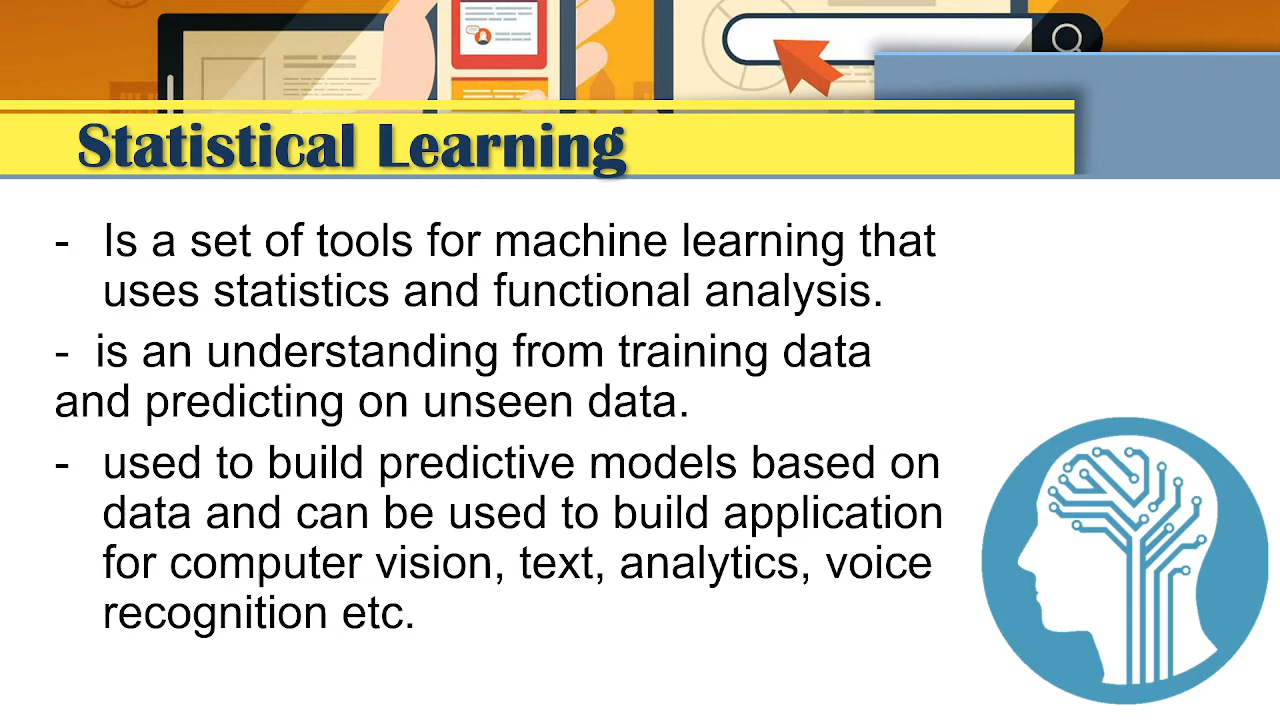 Statistical Learning
- Is a set of tools for machine learning that
uses statistics and functional analysis.
- is an understanding from training data
and predicting on unseen data.
- used to build predictive models based on
data and can be used to build application
for computer vision, text, analytics, voice
recognition etc.